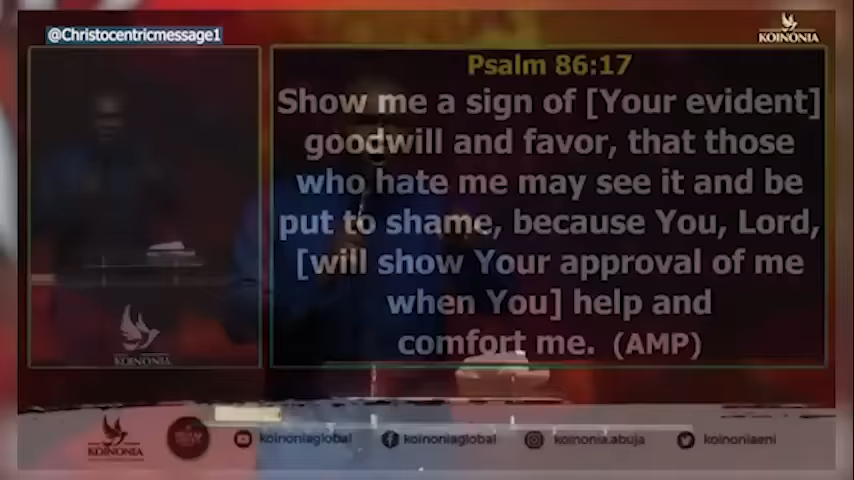 @Christocentricmessage1
KOINONIA
Psalm 86:17
Show me a sign of [Your evident]
goodwill and favor, that those
who hate me may see it and be
put to shame, because You, Lord,
[will show Your approval of me
when You] help and
comfort me. (AMP)
KOINONIA
KOINONIA
koinoniaglobal
koinoniaglobal
koinonia.abuja
koinoniaeni